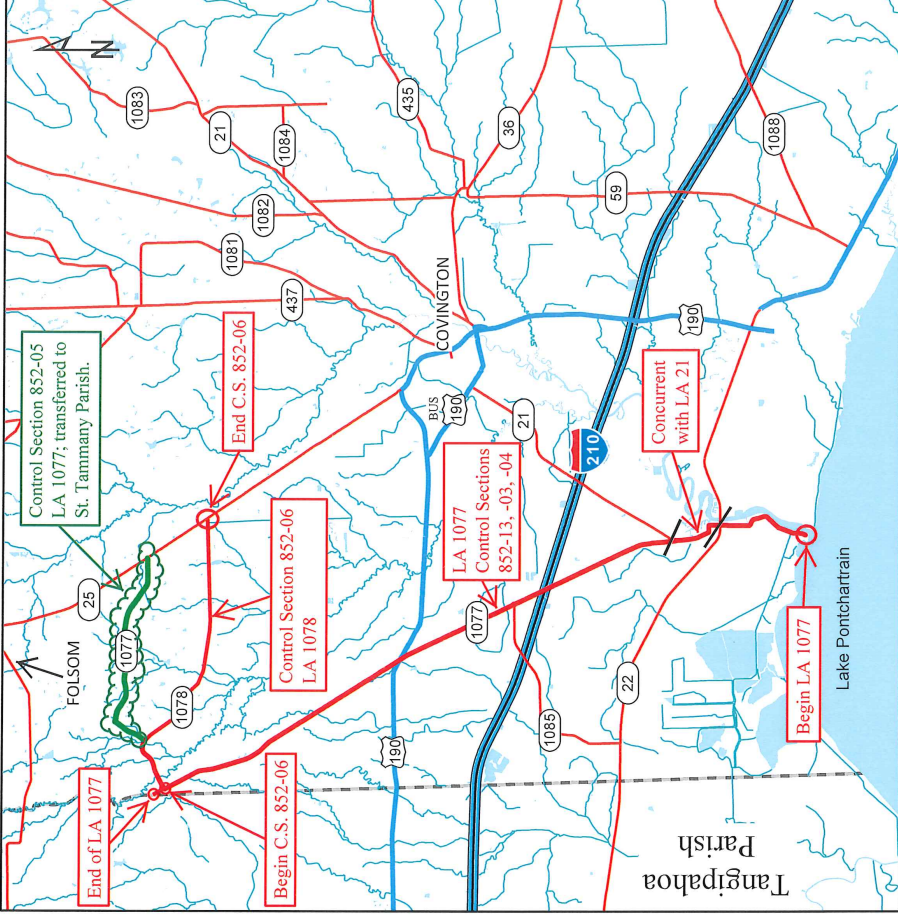 FOLSOM
25
Control Section 852-05
LA 1077; transferred to
St. Tammany Parish.
N
1083
21
1084
1082
1081
437
435
36
End C.S. 852-06
1077
1078
Control Section 852-06
LA 1078
End of LA 1077
Begin C.S. 852-06
COVINGTON
BUS
190
190
59
1088
190
21
LA 1077
Control Sections
852-13, -03, -04
1077
210
Concurrent
with LA 21
1085
22
Begin LA 1077
Lake Pontchartrain
Tangipahoa
Parish